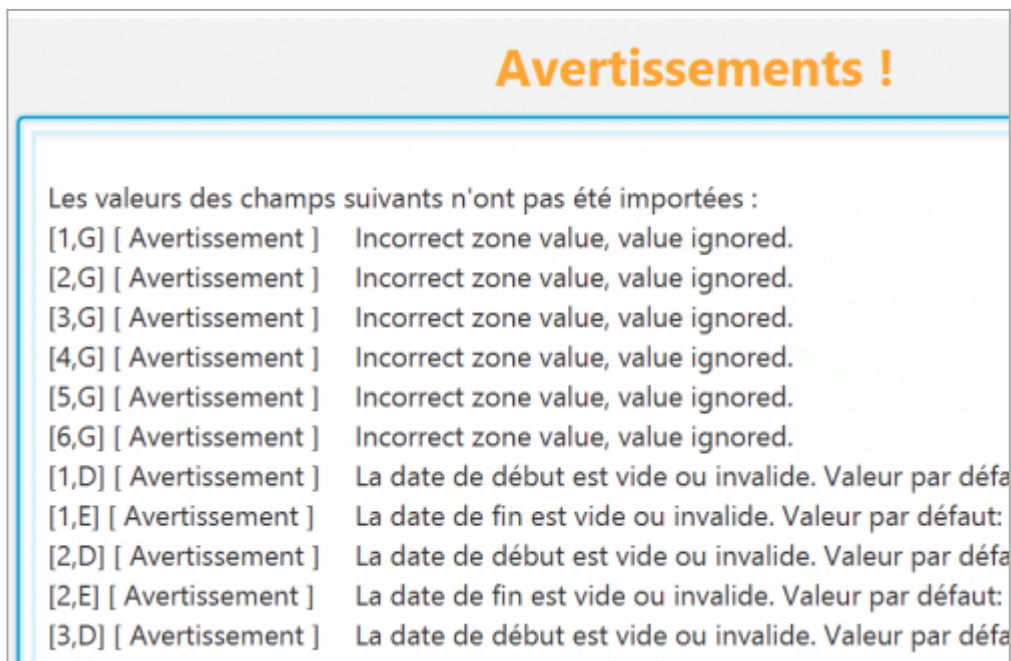 Avertissements !
Les valeurs des champs suivants n'ont pas été importées :
[1,G] [ Avertissement ] Incorrect zone value, value ignored.
[2,G] [ Avertissement ] Incorrect zone value, value ignored.
[3,G] [ Avertissement ] Incorrect zone value, value ignored.
[4,G] [ Avertissement ] Incorrect zone value, value ignored.
[5,G] [ Avertissement ] Incorrect zone value, value ignored.
[6,G] [ Avertissement ] Incorrect zone value, value ignored.
[1,D] [ Avertissement ] La date de début est vide ou invalide. Valeur par défa
[1,E] [ Avertissement ] La date de fin est vide ou invalide. Valeur par défaut:
[2,D] [ Avertissement ] La date de début est vide ou invalide. Valeur par défa
[2,E] [ Avertissement ] La date de fin est vide ou invalide. Valeur par défaut:
[3,D] [ Avertissement ] La date de début est vide ou invalide. Valeur par défa